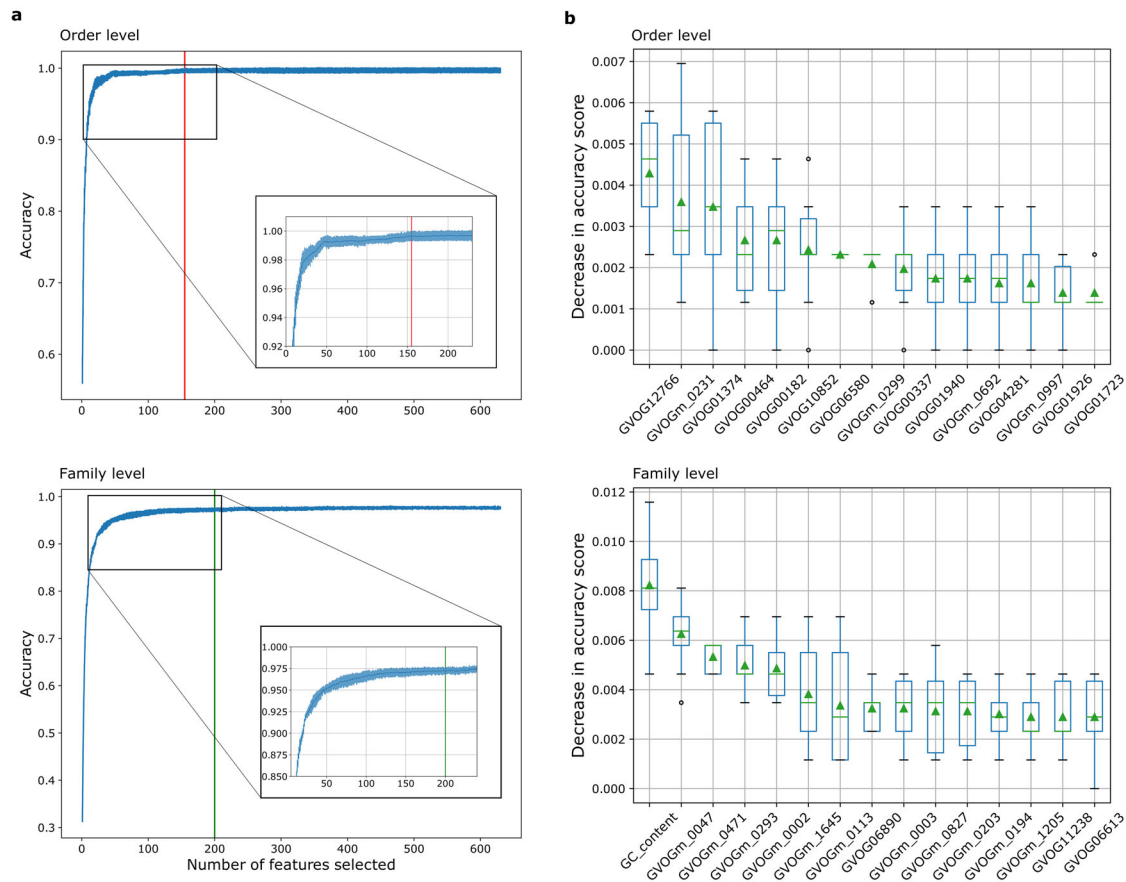 a
Order level
Accuracy
1.0
0.9
0.8
0.7
0.6
0
100
200
300
400
500
600
1.00
0.98
0.96
0.94
0.92
0
50
100
150
200
Family level
Accuracy
1.0
0.9
0.8
0.7
0.6
0.5
0.4
0.3
0
100
200
300
400
500
600
Number of features selected
1.000
0.975
0.950
0.925
0.900
0.875
0.850
50
100
150
200
b
Order level
Decrease in accuracy score
0.007
0.006
0.005
0.004
0.003
0.002
0.001
0.000
GVOG12766
GVOGm_0231
GVOG01374
GVOG00464
GVOG00182
GVOG10852
GVOG06580
GVOGm_0299
GVOG00337
GVOG01940
GVOGm_0692
GVOG04281
GVOGm_0997
GVOG01926
GVOG01723
Family level
Decrease in accuracy score
0.012
0.010
0.008
0.006
0.004
0.002
0.000
GC_content
GVOGm_0047
GVOGm_0471
GVOGm_0293
GVOGm_0002
GVOGm_1645
GVOGm_0113
GVOG06890
GVOGm_0003
GVOGm_0827
GVOGm_0203
GVOGm_0194
GVOGm_1205
GVOG11238
GVOG06613